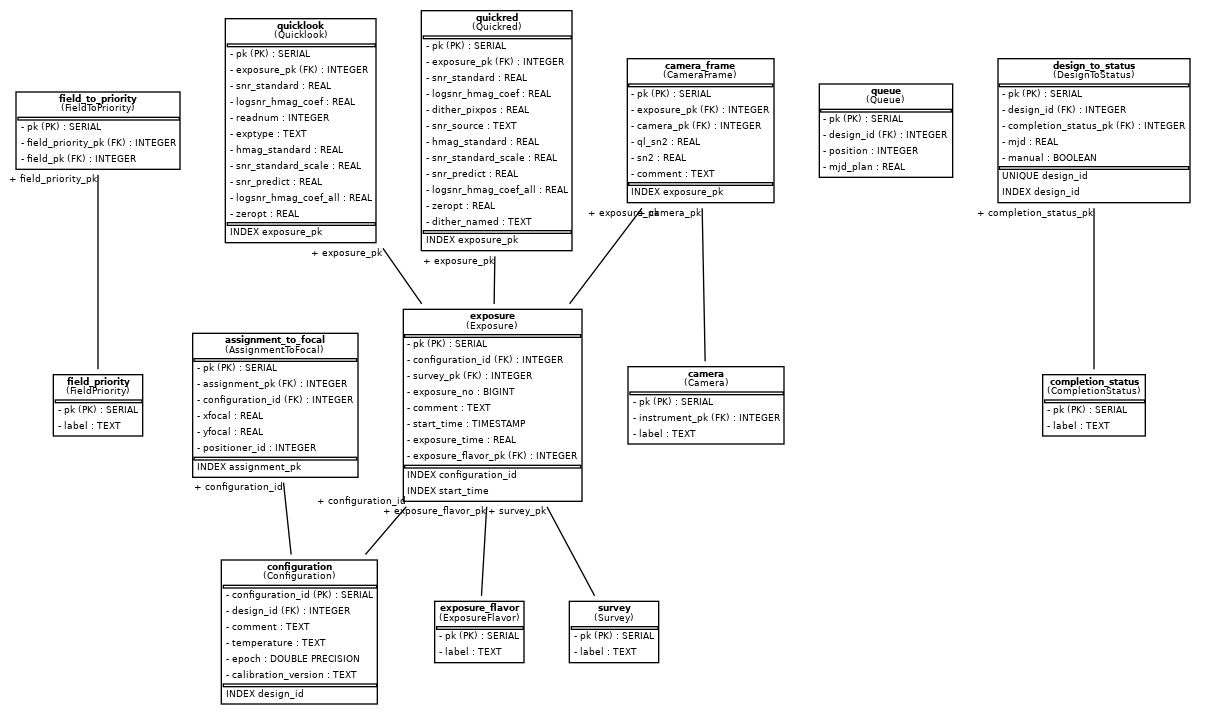 quicklook
(Quicklook)
- pk (PK) : SERIAL
- exposure_pk (FK) : INTEGER
- snr_standard : REAL
- logsnr_hmag_coef : REAL
- readnum : INTEGER
- exptype : TEXT
- hmag_standard : REAL
- snr_standard_scale : REAL
- snr_predict : REAL
- logsnr_hmag_coef_all : REAL
- zeropt : REAL
INDEX exposure_pk
+ exposure_pk
quickred
(Quickred)
- pk (PK) : SERIAL
- exposure_pk (FK) : INTEGER
- snr_standard : REAL
- logsnr_hmag_coef : REAL
- dither_pixpos : REAL
- snr_source : TEXT
- hmag_standard : REAL
- snr_standard_scale : REAL
- snr_predict : REAL
- logsnr_hmag_coef_all : REAL
- zeropt : REAL
- dither_named : TEXT
INDEX exposure_pk
+ exposure_pk
camera_frame
(CameraFrame)
- pk (PK) : SERIAL
- exposure_pk (FK) : INTEGER
- camera_pk (FK) : INTEGER
- ql_sn2 : REAL
- sn2 : REAL
- comment : TEXT
INDEX exposure_pk
+ exposure_pk
+ camera_pk
queue
(Queue)
- pk (PK) : SERIAL
- design_id (FK) : INTEGER
- position : INTEGER
- mjd_plan : REAL
design_to_status
(DesignToStatus)
- pk (PK) : SERIAL
- design_id (FK) : INTEGER
- completion_status_pk (FK) : INTEGER
- mjd : REAL
- manual : BOOLEAN
UNIQUE design_id
INDEX design_id
+ completion_status_pk
field_to_priority
(FieldToPriority)
- pk (PK) : SERIAL
- field_priority_pk (FK) : INTEGER
- field_pk (FK) : INTEGER
+ field_priority_pk
field_priority
(FieldPriority)
- pk (PK) : SERIAL
- label : TEXT
assignment_to_focal
(AssignmentToFocal)
- pk (PK) : SERIAL
- assignment_pk (FK) : INTEGER
- configuration_id (FK) : INTEGER
- xfocal : REAL
- yfocal : REAL
- positioner_id : INTEGER
INDEX assignment_pk
+ configuration_id
exposure
(Exposure)
- pk (PK) : SERIAL
- configuration_id (FK) : INTEGER
- survey_pk (FK) : INTEGER
- exposure_no : BIGINT
- comment : TEXT
- start_time : TIMESTAMP
- exposure_time : REAL
- exposure_flavor_pk (FK) : INTEGER
INDEX configuration_id
INDEX start_time
+ configuration_id
+ exposure_flavor_pk
+ survey_pk
camera
(Camera)
- pk (PK) : SERIAL
- instrument_pk (FK) : INTEGER
- label : TEXT
completion_status
(CompletionStatus)
- pk (PK) : SERIAL
- label : TEXT
configuration
(Configuration)
- configuration_id (PK) : SERIAL
- design_id (FK) : INTEGER
- comment : TEXT
- temperature : TEXT
- epoch : DOUBLE PRECISION
- calibration_version : TEXT
INDEX design_id
exposure_flavor
(ExposureFlavor)
- pk (PK) : SERIAL
- label : TEXT
survey
(Survey)
- pk (PK) : SERIAL
- label : TEXT